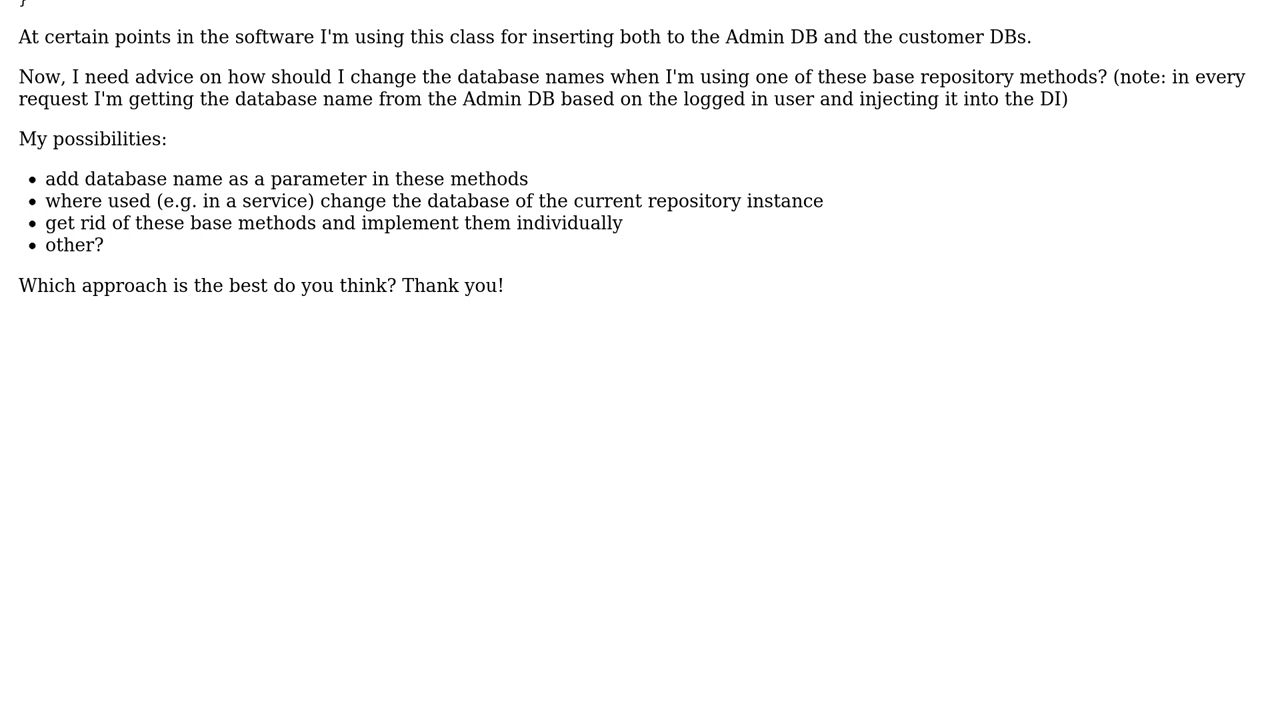 }
At certain points in the software I'm using this class for inserting both to the Admin DB and the customer DBs.
Now, I need advice on how should I change the database names when I'm using one of these base repository methods? (note: in every
request I'm getting the database name from the Admin DB based on the logged in user and injecting it into the DI)
My possibilities:
• add database name as a parameter in these methods
• where used (e.g. in a service) change the database of the current repository instance
• get rid of these base methods and implement them individually
• other?
Which approach is the best do you think? Thank you!